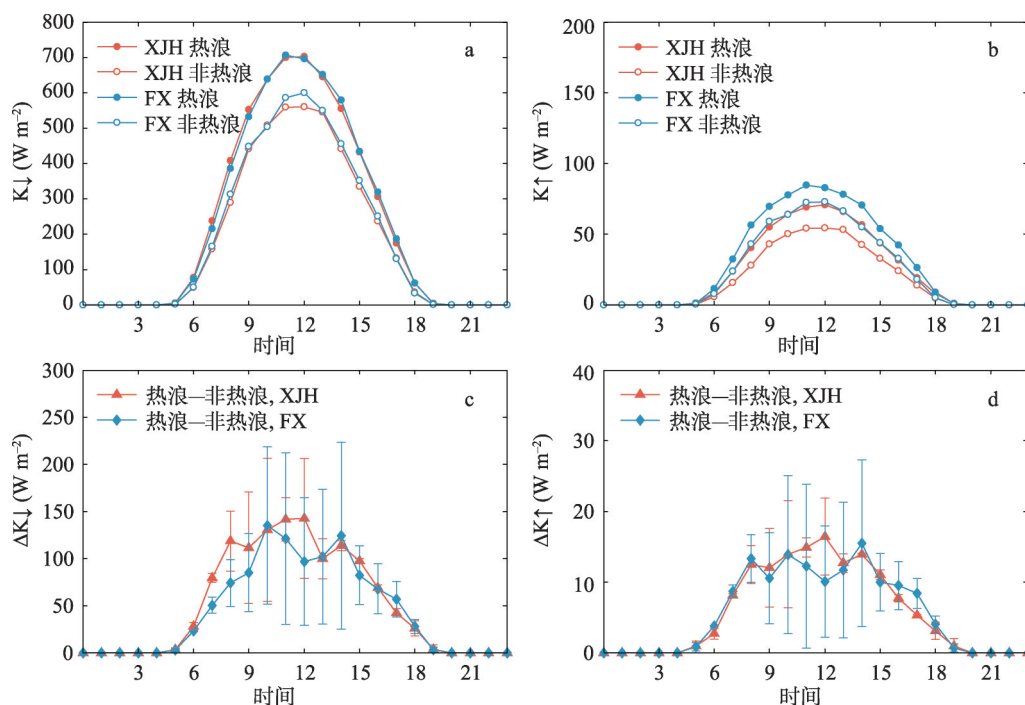 800
700
600
500
400
300
200
100
0
K↓ (W m⁻²)
XJH 热浪
XJH 非热浪
FX 热浪
FX 非热浪
a
3 6 9 12 15 18 21
时间
200
150
100
50
0
K↑ (W m⁻²)
XJH 热浪
XJH 非热浪
FX 热浪
FX 非热浪
b
3 6 9 12 15 18 21
时间
300
250
200
150
100
50
0
ΔK↓ (W m⁻²)
热浪—非热浪, XJH
热浪—非热浪, FX
c
3 6 9 12 15 18 21
时间
40
30
20
10
0
ΔK↑ (W m⁻²)
热浪—非热浪, XJH
热浪—非热浪, FX
d
3 6 9 12 15 18 21
时间